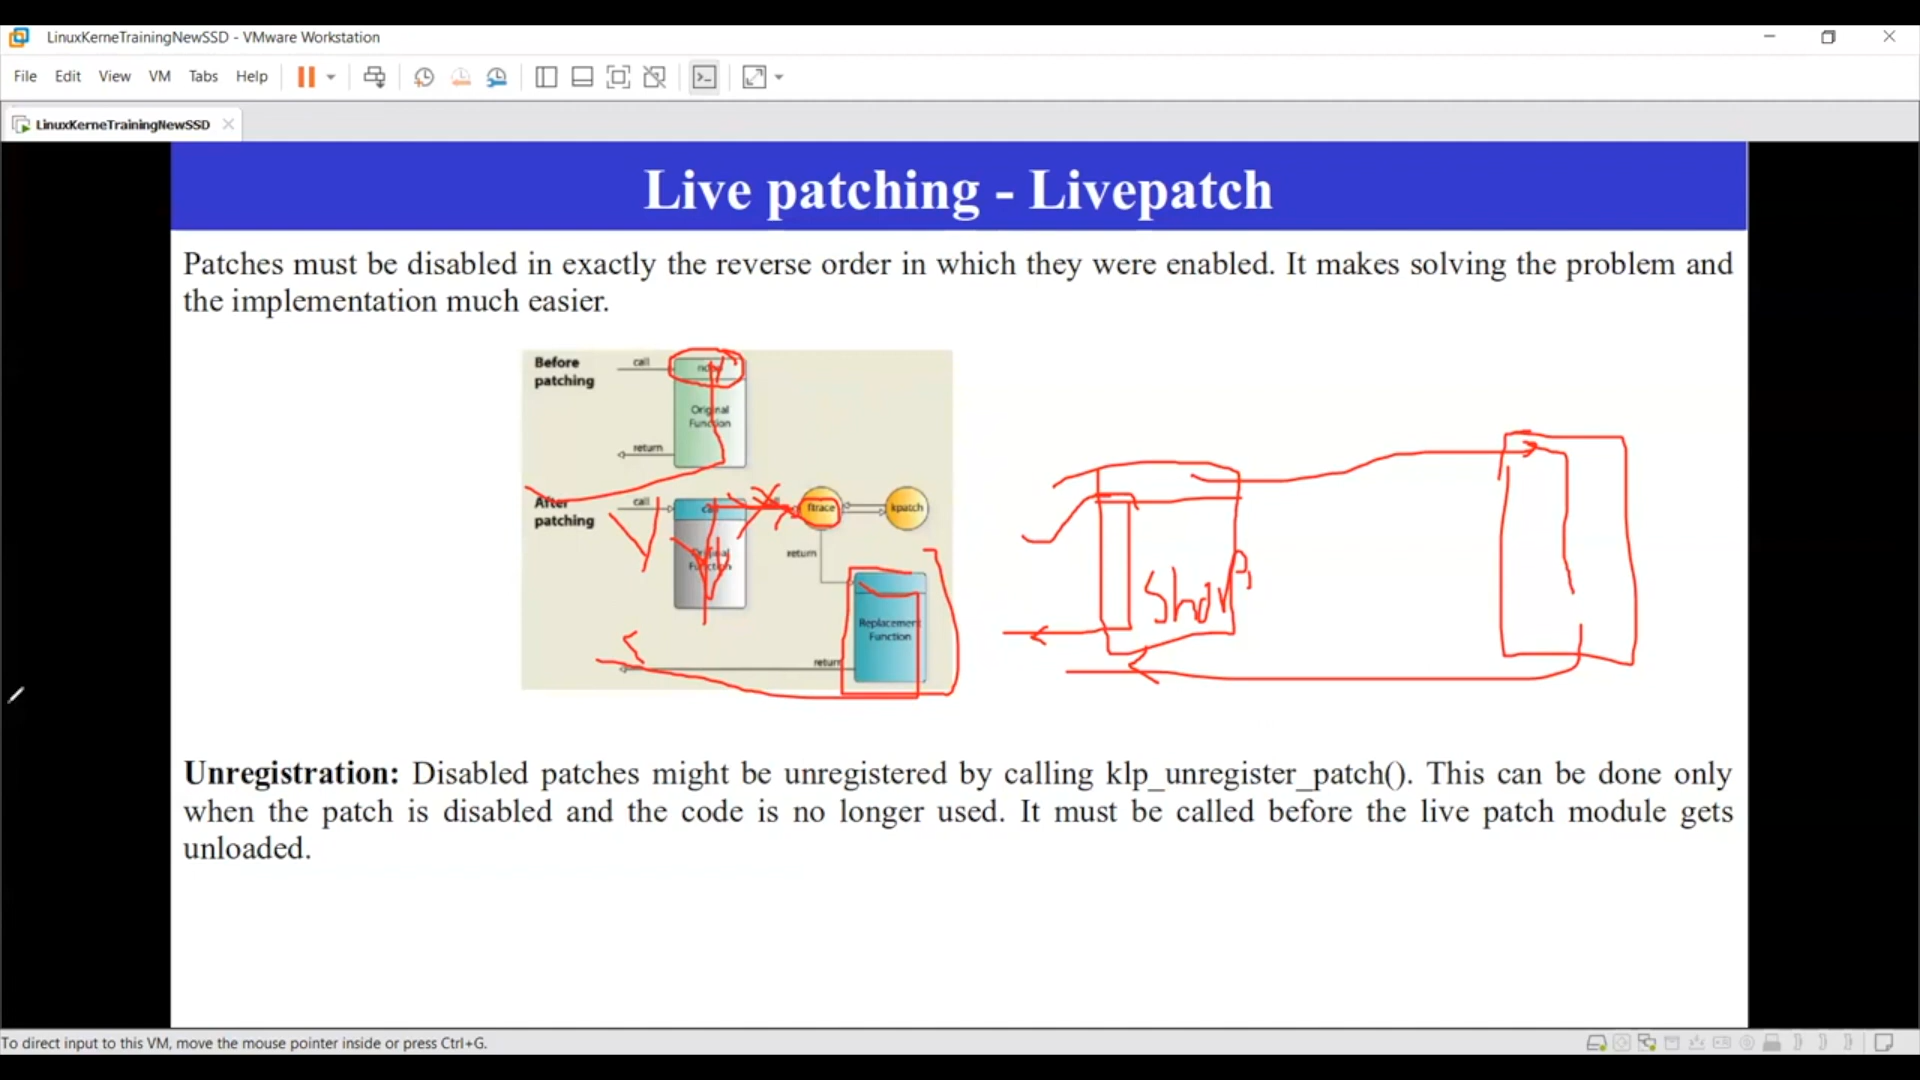 LinuxKerneTrainingNewSSD - VMware Workstation
File Edit View VM Tabs Help
LinuxKerneTrainingNewSSD
Live patching - Livepatch
Patches must be disabled in exactly the reverse order in which they were enabled. It makes solving the problem and
the implementation much easier.
Before
patching
call
Original
Function
return
After
patching
call
ftrace
kpatch
Original
Function
return
Replacement
Function
return
Unregistration: Disabled patches might be unregistered by calling klp_unregister_patch(). This can be done only
when the patch is disabled and the code is no longer used. It must be called before the live patch module gets
unloaded.
To direct input to this VM, move the mouse pointer inside or press Ctrl+G.